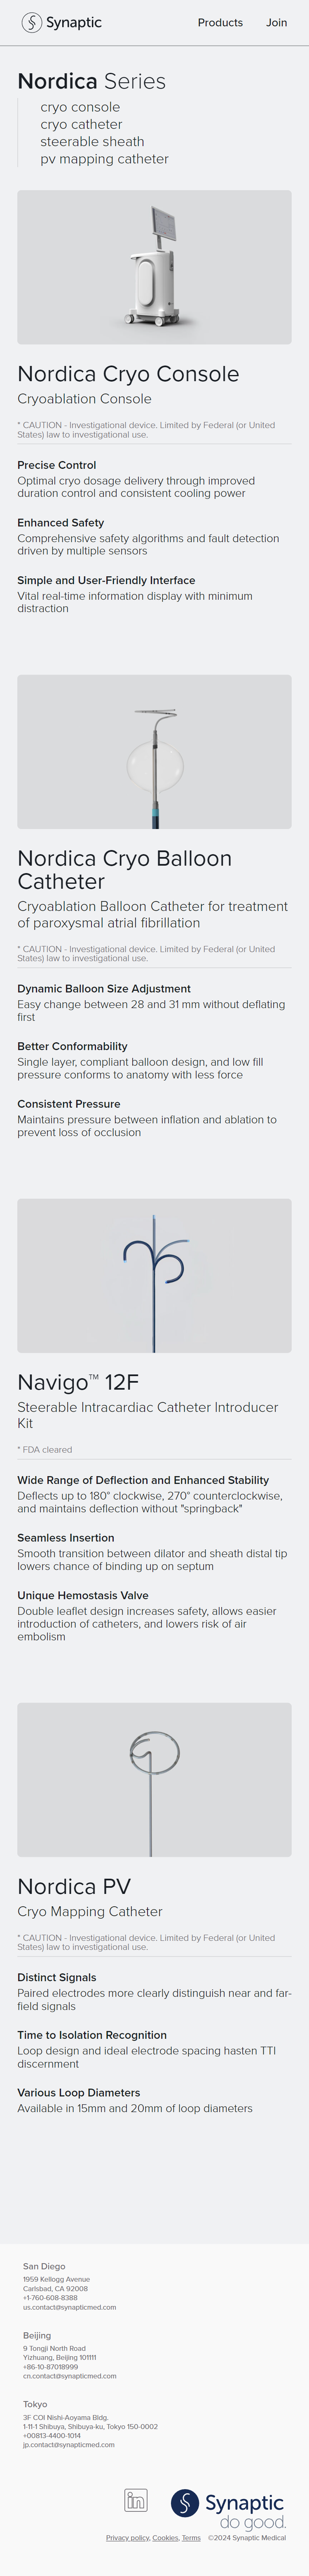 Synaptic
Products
Join
Nordica Series
cryo console
cryo catheter
steerable sheath
pv mapping catheter
Nordica Cryo Console
Cryoablation Console
* CAUTION - Investigational device. Limited by Federal (or United
States) law to investigational use.
Precise Control
Optimal cryo dosage delivery through improved
duration control and consistent cooling power
Enhanced Safety
Comprehensive safety algorithms and fault detection
driven by multiple sensors
Simple and User-Friendly Interface
Vital real-time information display with minimum
distraction
Nordica Cryo Balloon
Catheter
Cryoablation Balloon Catheter for treatment
of paroxysmal atrial fibrillation
* CAUTION - Investigational device. Limited by Federal (or United
States) law to investigational use.
Dynamic Balloon Size Adjustment
Easy change between 28 and 31 mm without deflating
first
Better Conformability
Single layer, compliant balloon design, and low fill
pressure conforms to anatomy with less force
Consistent Pressure
Maintains pressure between inflation and ablation to
prevent loss of occlusion
Navigo™ 12F
Steerable Intracardiac Catheter Introducer
Kit
* FDA cleared
Wide Range of Deflection and Enhanced Stability
Deflects up to 180° clockwise, 270° counterclockwise,
and maintains deflection without "springback"
Seamless Insertion
Smooth transition between dilator and sheath distal tip
lowers chance of binding up on septum
Unique Hemostasis Valve
Double leaflet design increases safety, allows easier
introduction of catheters, and lowers risk of air
embolism
Nordica PV
Cryo Mapping Catheter
* CAUTION - Investigational device. Limited by Federal (or United
States) law to investigational use.
Distinct Signals
Paired electrodes more clearly distinguish near and far-
field signals
Time to Isolation Recognition
Loop design and ideal electrode spacing hasten TTI
discernment
Various Loop Diameters
Available in 15mm and 20mm of loop diameters
San Diego
1959 Kellogg Avenue
Carlsbad, CA 92008
+1-760-608-8388
us.contact@synapticmed.com
Beijing
9 Tongji North Road
Yizhuang, Beijing 101111
+86-10-87018999
cn.contact@synapticmed.com
Tokyo
3F COI Nishi-Aoyama Bldg.
1-11-1 Shibuya, Shibuya-ku, Tokyo 150-0002
+00813-4400-1014
jp.contact@synapticmed.com
in
Synaptic
do good.
Privacy policy, Cookies, Terms ©2024 Synaptic Medical